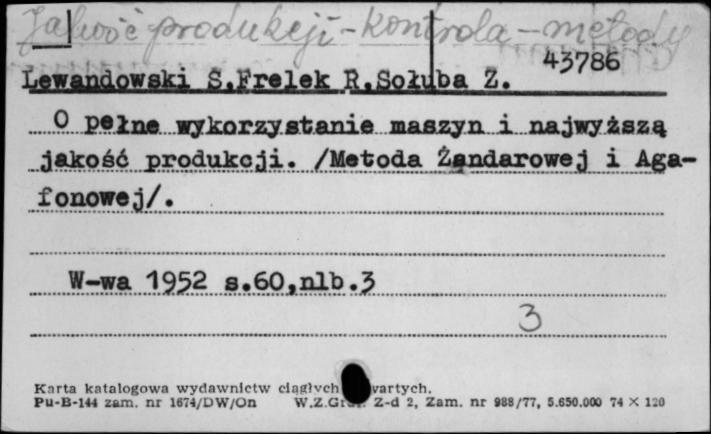 Jakość produkcji - kontrola - metody
43786
Lewandowski S.Frelek R.Sołuba Z.
O pełne wykorzystanie maszyn i najwyższą
jakość produkcji. /Metoda Żandarowej i Aga-
fonowej/.
W-wa 1952 s.60,nlb.3
3
Karta katalogowa wydawnictw ciągłych
Pu-B-144 zam. nr 1674/DW/On W.Z.Graf. Z-d 2, Zam. nr 988/77, 5.650.000 74 X 120